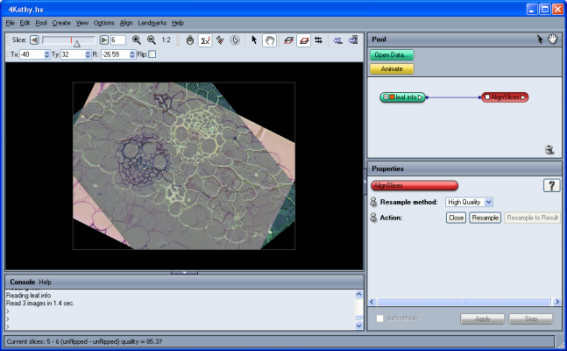 4Kathy.hx
File Edit Pool Create View Options Align Landmarks Help
Slice: 6 1:2
Tx: -40 Ty: 32 R: -26.59 Flip:
Pool
Open Data...
Animate
leaf.info AlignSlices
Properties
AlignSlices ?
Resample method: High Quality
Action: Close Resample Resample to Result
Console Help
Reading leaf info
Read 3 images in 1.4 sec.
>
>
>
auto-refresh Apply Stop
Current slices: 5 - 6 (unflipped - unflipped) quality = 85.37